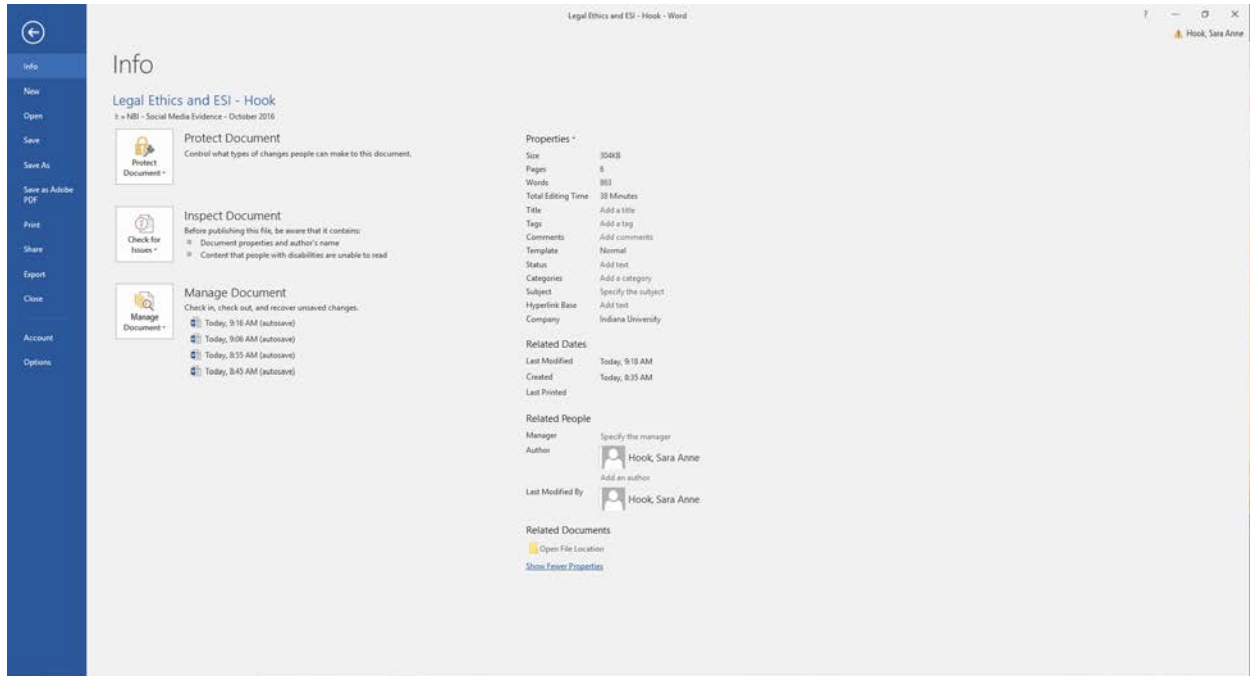 Legal Ethics and ESI - Hook - Word
? — X
Hook, Sara Anne
Info
New
Open
Save
Save As
Save as Adobe
PDF
Print
Share
Export
Close
Account
Options
Info
Legal Ethics and ESI - Hook
» NBI - Social Media Evidence - October 2016
Protect
Document
Protect Document
Control what types of changes people can make to this document.
Check for
Issues
Inspect Document
Before publishing this file, be aware that it contains:
Document properties and author's name
Content that people with disabilities are unable to read
Manage
Document
Manage Document
Check in, check out, and recover unsaved changes.
Today, 9:16 AM (autosave)
Today, 9:06 AM (autosave)
Today, 8:55 AM (autosave)
Today, 8:45 AM (autosave)
Properties
Size 304KB
Pages 6
Words 863
Total Editing Time 38 Minutes
Title Add a title
Tags Add a tag
Comments Add comments
Template Normal
Status Add text
Categories Add a category
Subject Specify the subject
Hyperlink Base Add text
Company Indiana University
Related Dates
Last Modified Today, 9:18 AM
Created Today, 8:35 AM
Last Printed
Related People
Manager Specify the manager
Author Hook, Sara Anne
Add an author
Last Modified By Hook, Sara Anne
Related Documents
Open File Location
Show Fewer Properties